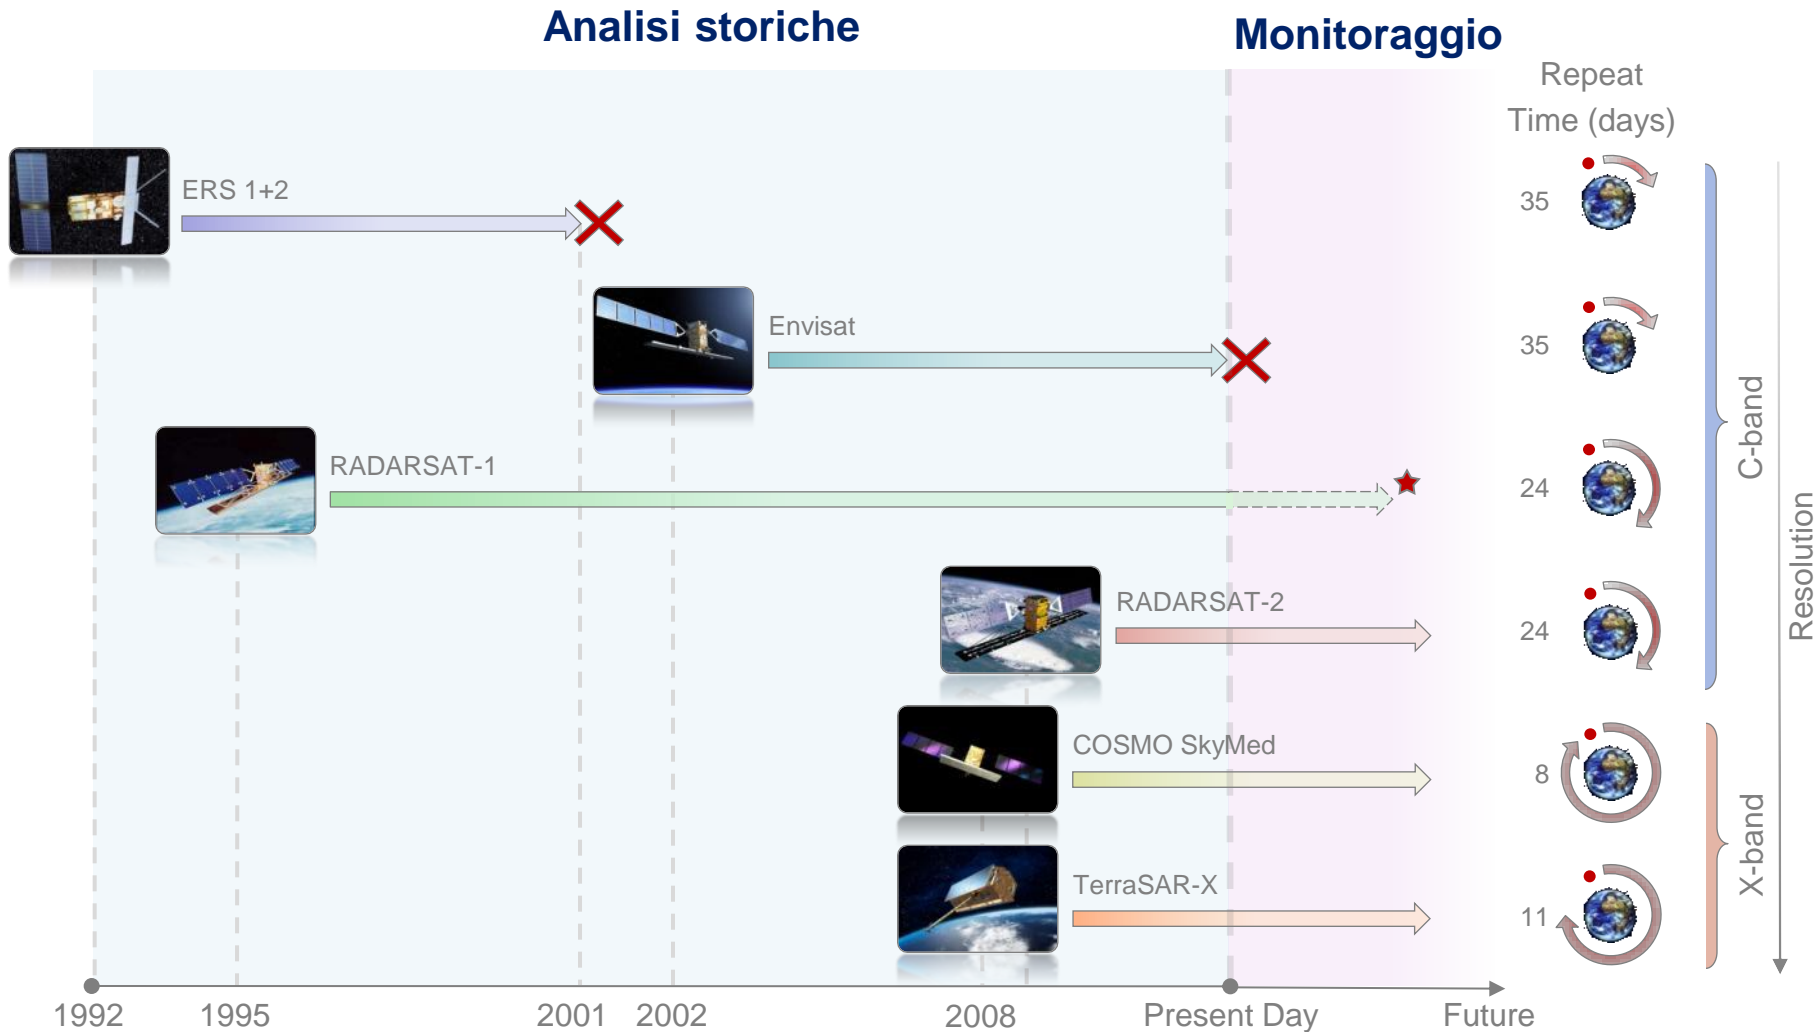 Analisi storiche
Monitoraggio
Repeat
Time (days)
ERS 1+2
35
Envisat
35
RADARSAT-1
24
RADARSAT-2
24
COSMO SkyMed
8
TerraSAR-X
11
C-band
X-band
Resolution
1992
1995
2001
2002
2008
Present Day
Future